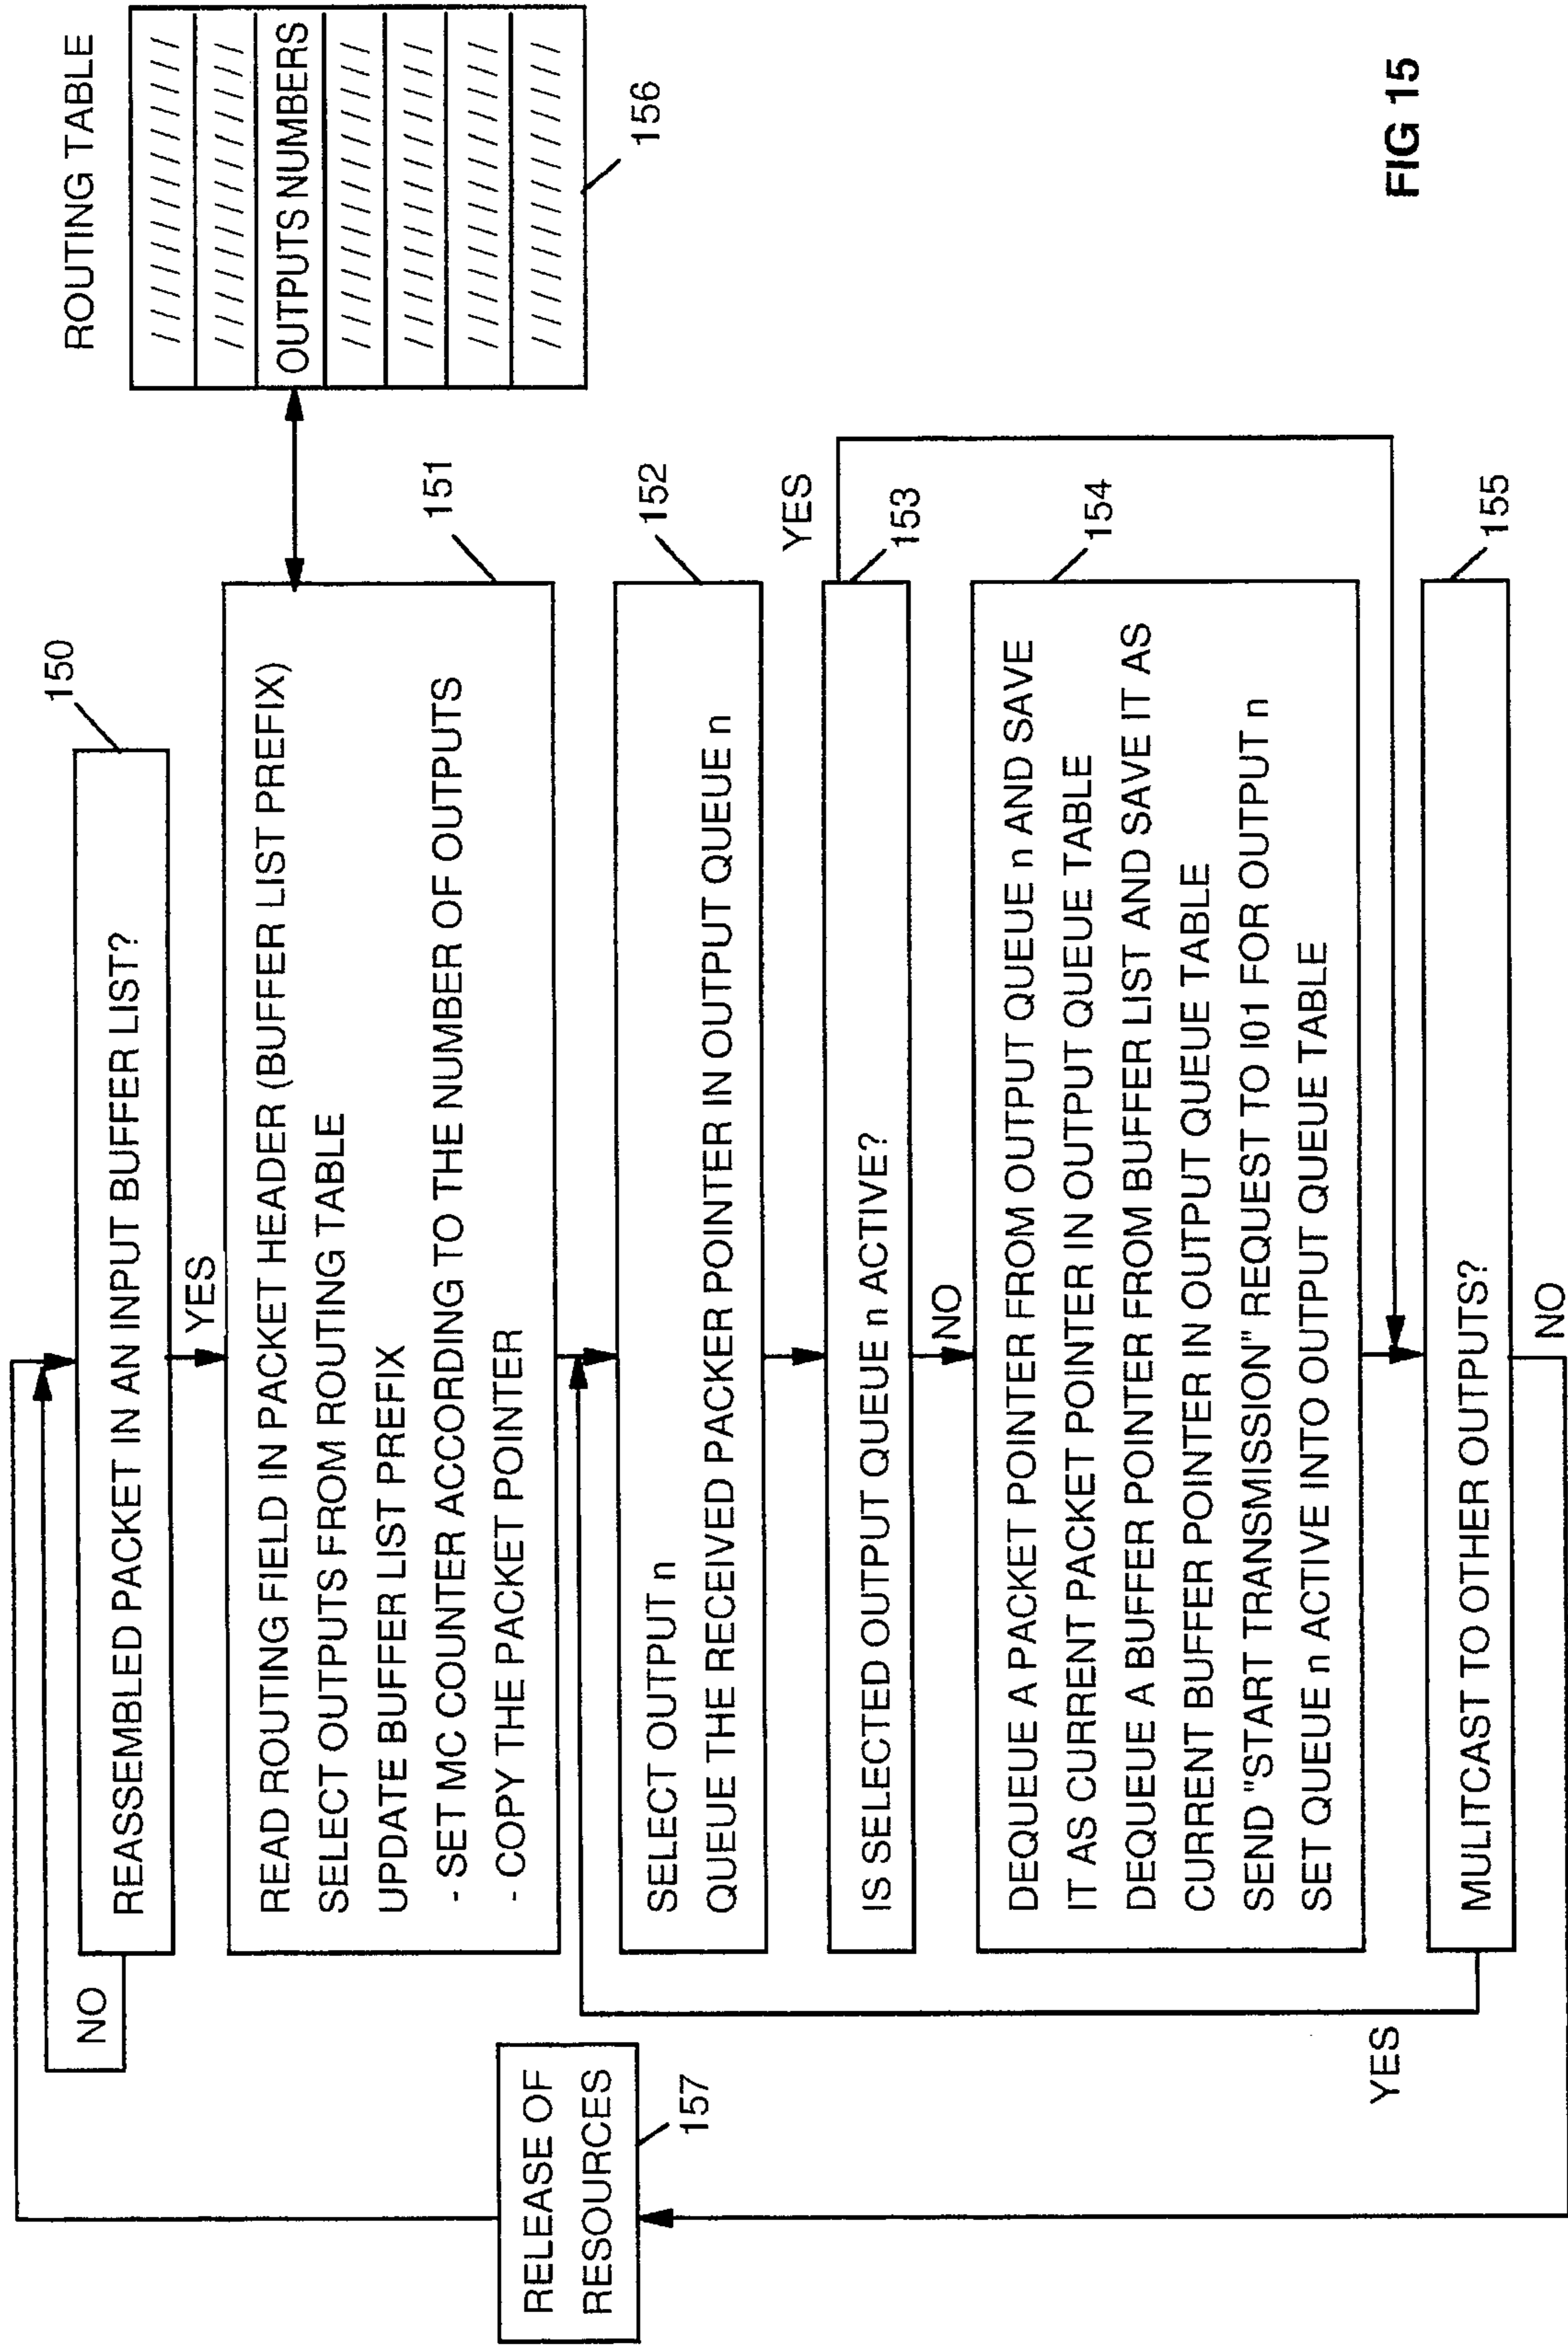 150
REASSEMBLED PACKET IN AN INPUT BUFFER LIST?
NO
YES
READ ROUTING FIELD IN PACKET HEADER (BUFFER LIST PREFIX)
SELECT OUTPUTS FROM ROUTING TABLE
UPDATE BUFFER LIST PREFIX
- SET MC COUNTER ACCORDING TO THE NUMBER OF OUTPUTS
- COPY THE PACKET POINTER
151
ROUTING TABLE
OUTPUTS NUMBERS
156
SELECT OUTPUT n
QUEUE THE RECEIVED PACKER POINTER IN OUTPUT QUEUE n
152
IS SELECTED OUTPUT QUEUE n ACTIVE?
YES
153
NO
DEQUEUE A PACKET POINTER FROM OUTPUT QUEUE n AND SAVE
IT AS CURRENT PACKET POINTER IN OUTPUT QUEUE TABLE
DEQUEUE A BUFFER POINTER FROM BUFFER LIST AND SAVE IT AS
CURRENT BUFFER POINTER IN OUTPUT QUEUE TABLE
SEND "START TRANSMISSION" REQUEST TO I01 FOR OUTPUT n
SET QUEUE n ACTIVE INTO OUTPUT QUEUE TABLE
154
MULITCAST TO OTHER OUTPUTS?
155
YES
NO
RELEASE OF
RESOURCES
157
FIG 15